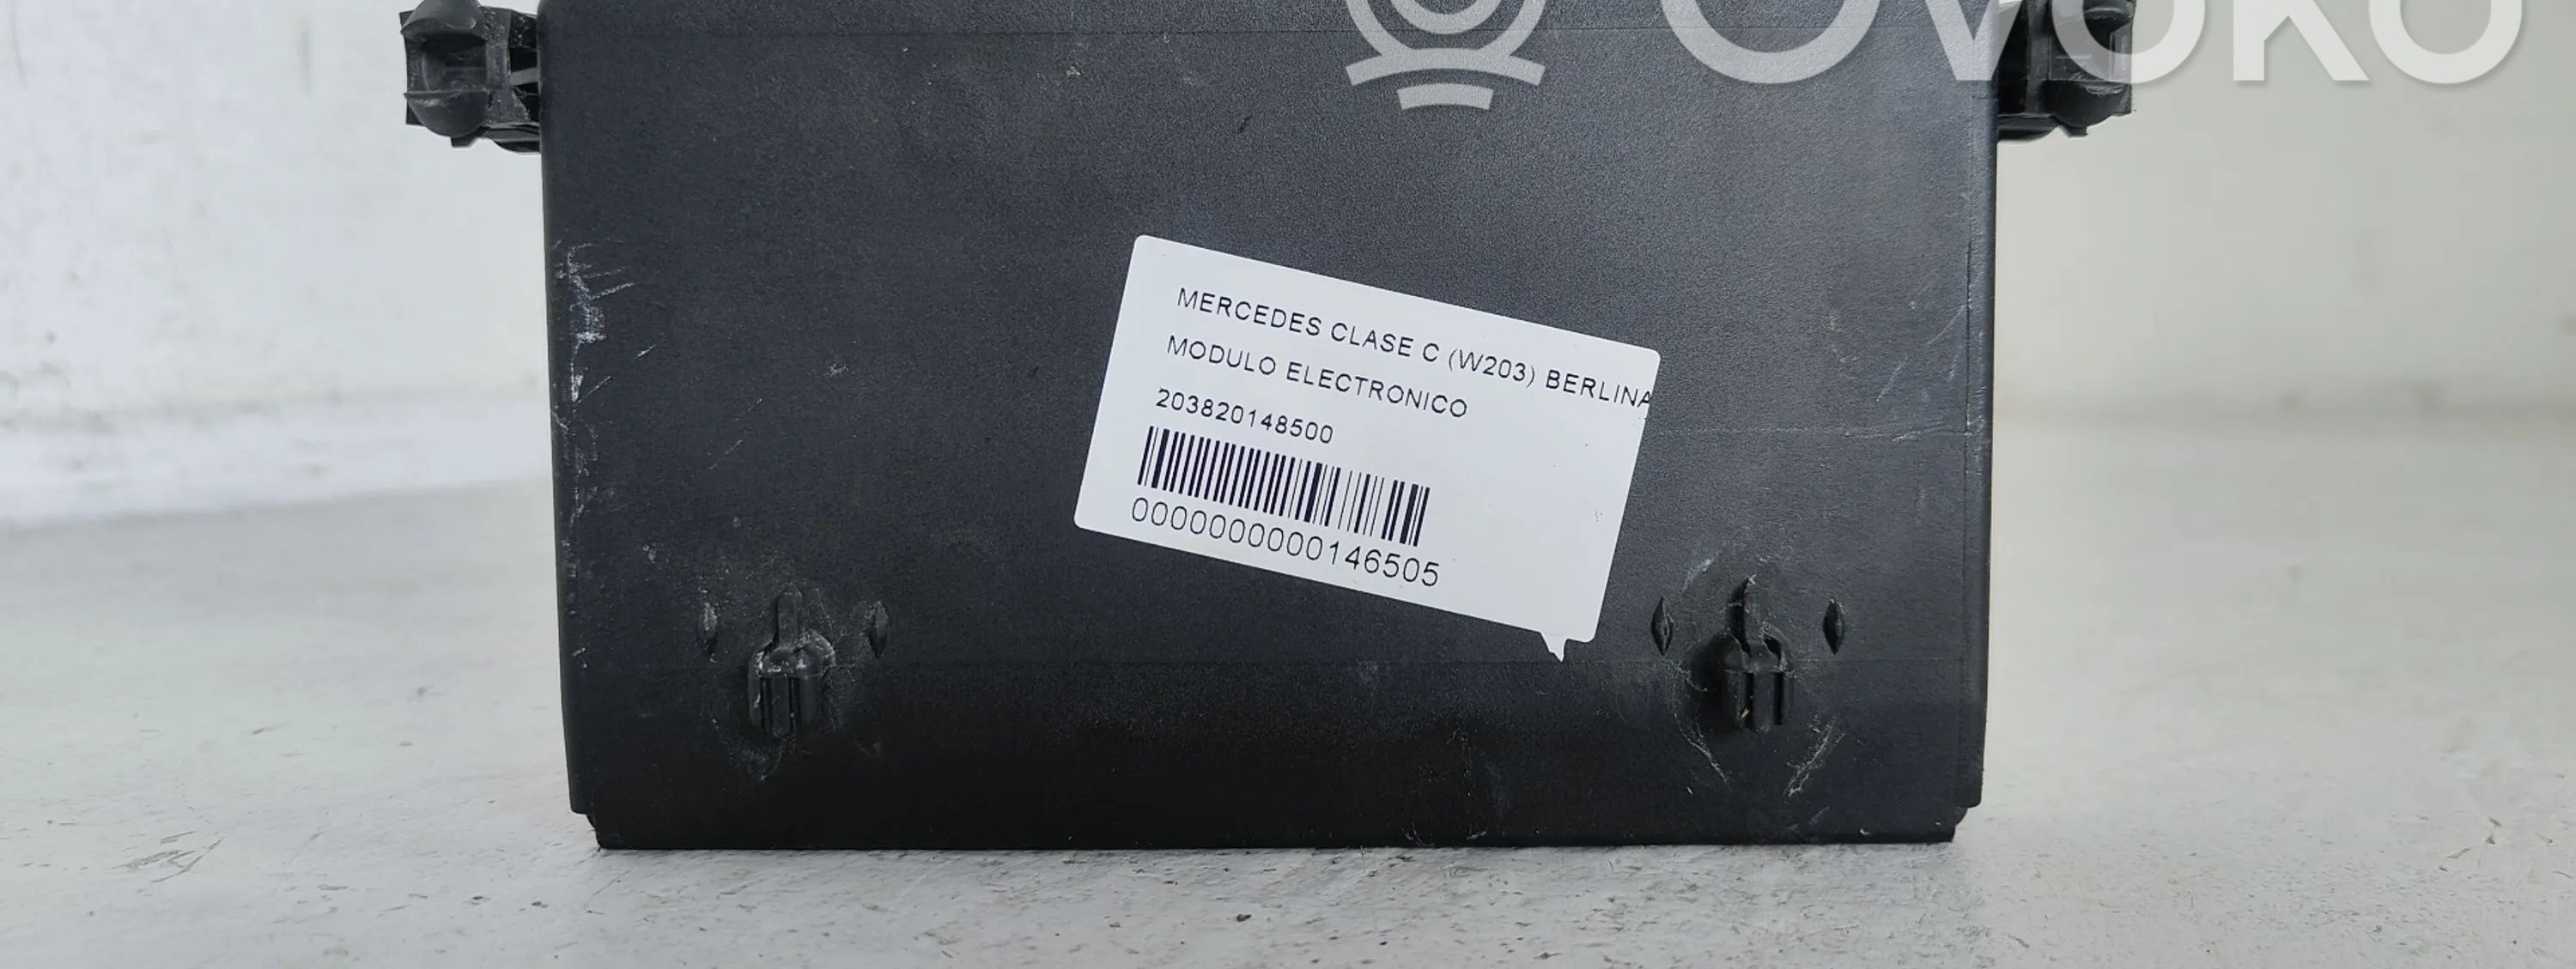 OVOKO
MERCEDES CLASE C (W203) BERLINA
MODULO ELECTRONICO
203820148500
0000000000146505